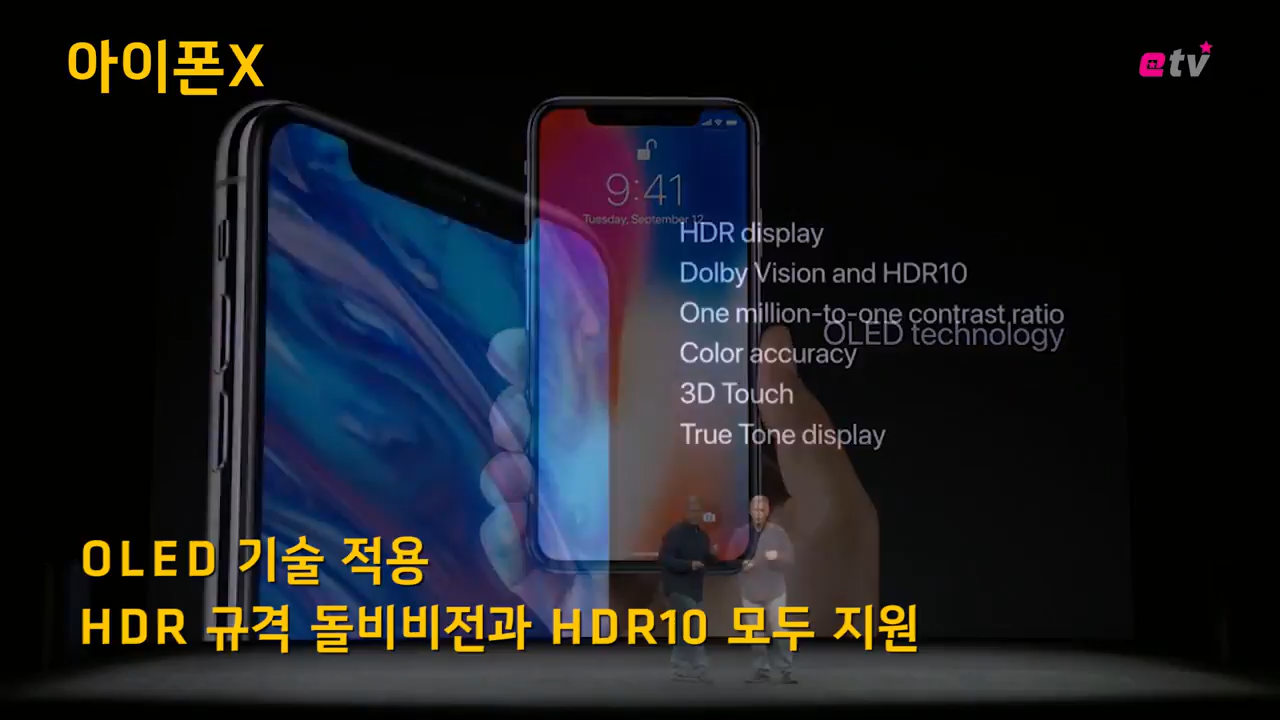 아이폰X
etv
9:41
Tuesday, September 12
HDR display
Dolby Vision and HDR10
One million-to-one contrast ratio
OLED technology
Color accuracy
3D Touch
True Tone display
OLED 기술 적용
HDR 규격 돌비비전과 HDR10 모두 지원